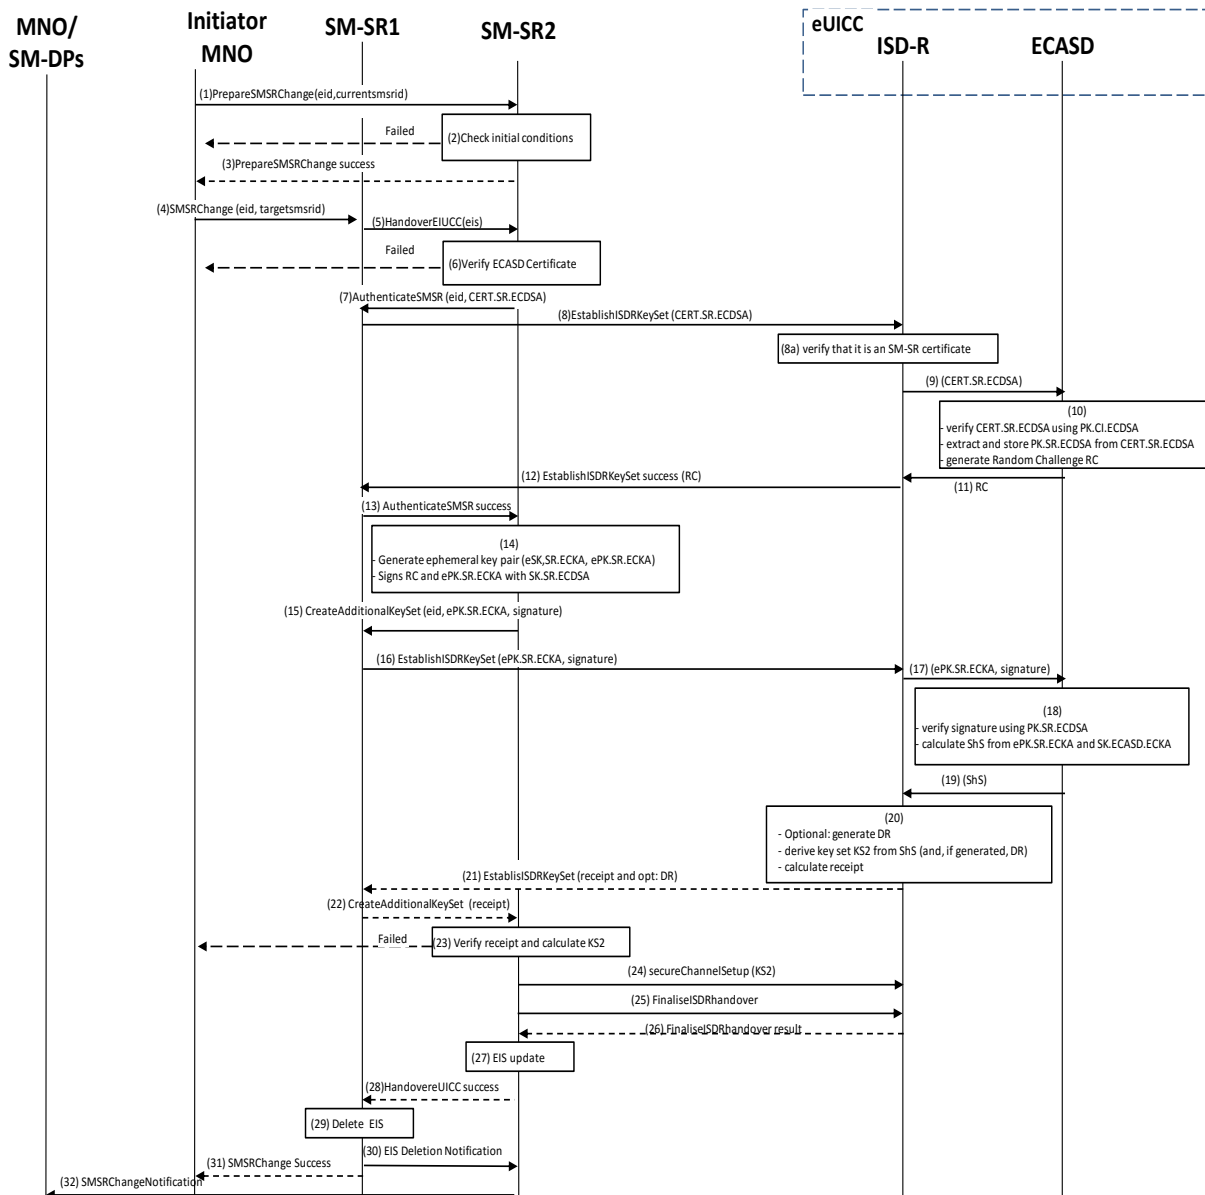 MNO/
SM-DPs
Initiator
MNO
SM-SR1
SM-SR2
eUICC
ISD-R
ECASD
(1)PrepareSMSRChange(eid,currentsmsrid)
Failed
(2)Check initial conditions
(3)PrepareSMSRChange success
(4)SMSRChange (eid, targetsmsrid)
(5)HandoverEIUCC(eis)
Failed
(6)Verify ECASD Certificate
(7)AuthenticateSMSR (eid, CERT.SR.ECDSA)
(8)EstablishISDRKeySet (CERT.SR.ECDSA)
(8a) verify that it is an SM-SR certificate
(9) (CERT.SR.ECDSA)
(10)
- verify CERT.SR.ECDSA using PK.CI.ECDSA
- extract and store PK.SR.ECDSA from CERT.SR.ECDSA
- generate Random Challenge RC
(12) EstablishISDRKeySet success (RC)
(11) RC
(13) AuthenticateSMSR success
(14)
- Generate ephemeral key pair (eSK,SR.ECKA, ePK.SR.ECKA)
- Signs RC and ePK.SR.ECKA with SK.SR.ECDSA
(15) CreateAdditionalKeySet (eid, ePK.SR.ECKA, signature)
(16) EstablishISDRKeySet (ePK.SR.ECKA, signature)
(17) (ePK.SR.ECKA, signature)
(18)
- verify signature using PK.SR.ECDSA
- calculate ShS from ePK.SR.ECKA and SK.ECASD.ECKA
(19) (ShS)
(20)
- Optional: generate DR
- derive key set KS2 from ShS (and, if generated, DR)
- calculate receipt
(21) EstablisISDRKeySet (receipt and opt: DR)
(22) CreateAdditionalKeySet (receipt)
Failed
(23) Verify receipt and calculate KS2
(24) secureChannelSetup (KS2)
(25) FinaliseISDRhandover
(26) FinaliseISDRhandover result
(27) EIS update
(28)HandovereUICC success
(29) Delete EIS
(30) EIS Deletion Notification
(31) SMSRChange Success
(32) SMSRChangeNotification